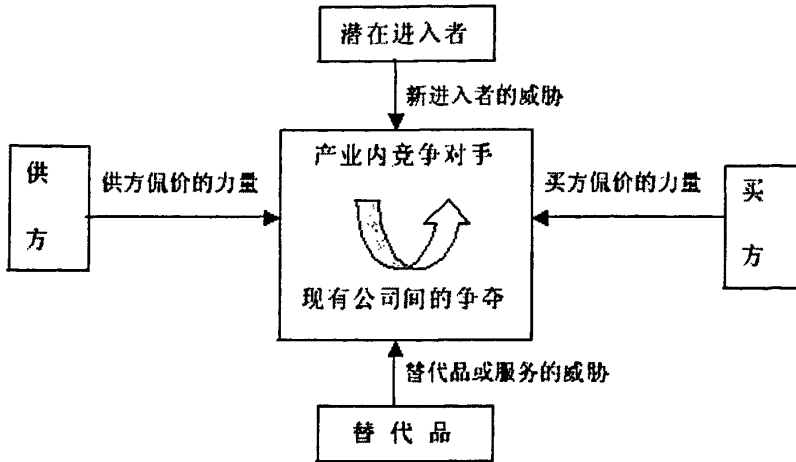 潜在进入者
新进入者的威胁
产业内竞争对手
供方
供方侃价的力量
买方侃价的力量
买方
现有公司间的争夺
替代品或服务的威胁
替代品